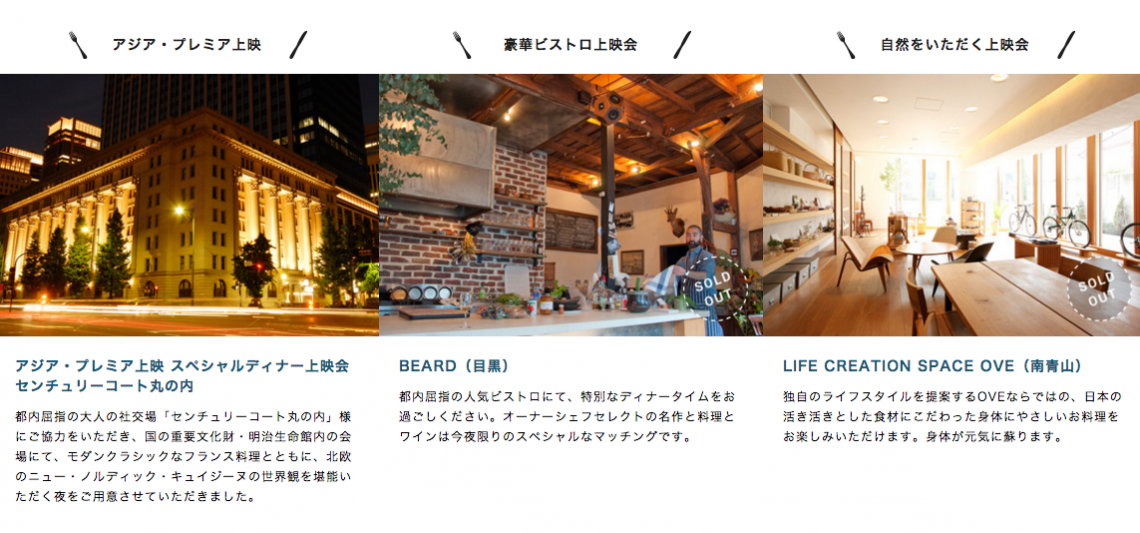 アジア・プレミア上映
豪華ビストロ上映会
自然をいただく上映会
SOLD
OUT
SOLD
OUT
アジア・プレミア上映 スペシャルディナー上映会
センチュリーコート丸の内
都内屈指の大人の社交場「センチュリーコート丸の内」様
にご協力をいただき、国の重要文化財・明治生命館内の会
場にて、モダンクラシックなフランス料理とともに、北欧
のニュー・ノルディック・キュイジーヌの世界観を堪能い
ただく夜をご用意させていただきました。
BEARD（目黒）
都内屈指の人気ビストロにて、特別なディナータイムをお
過ごしください。オーナーシェフセレクトの名作と料理と
ワインは今夜限りのスペシャルなマッチングです。
LIFE CREATION SPACE OVE（南青山）
独自のライフスタイルを提案するOVEならではの、日本の
活き活きとした食材にこだわった身体にやさしいお料理を
お楽しみいただけます。身体が元気に蘇ります。